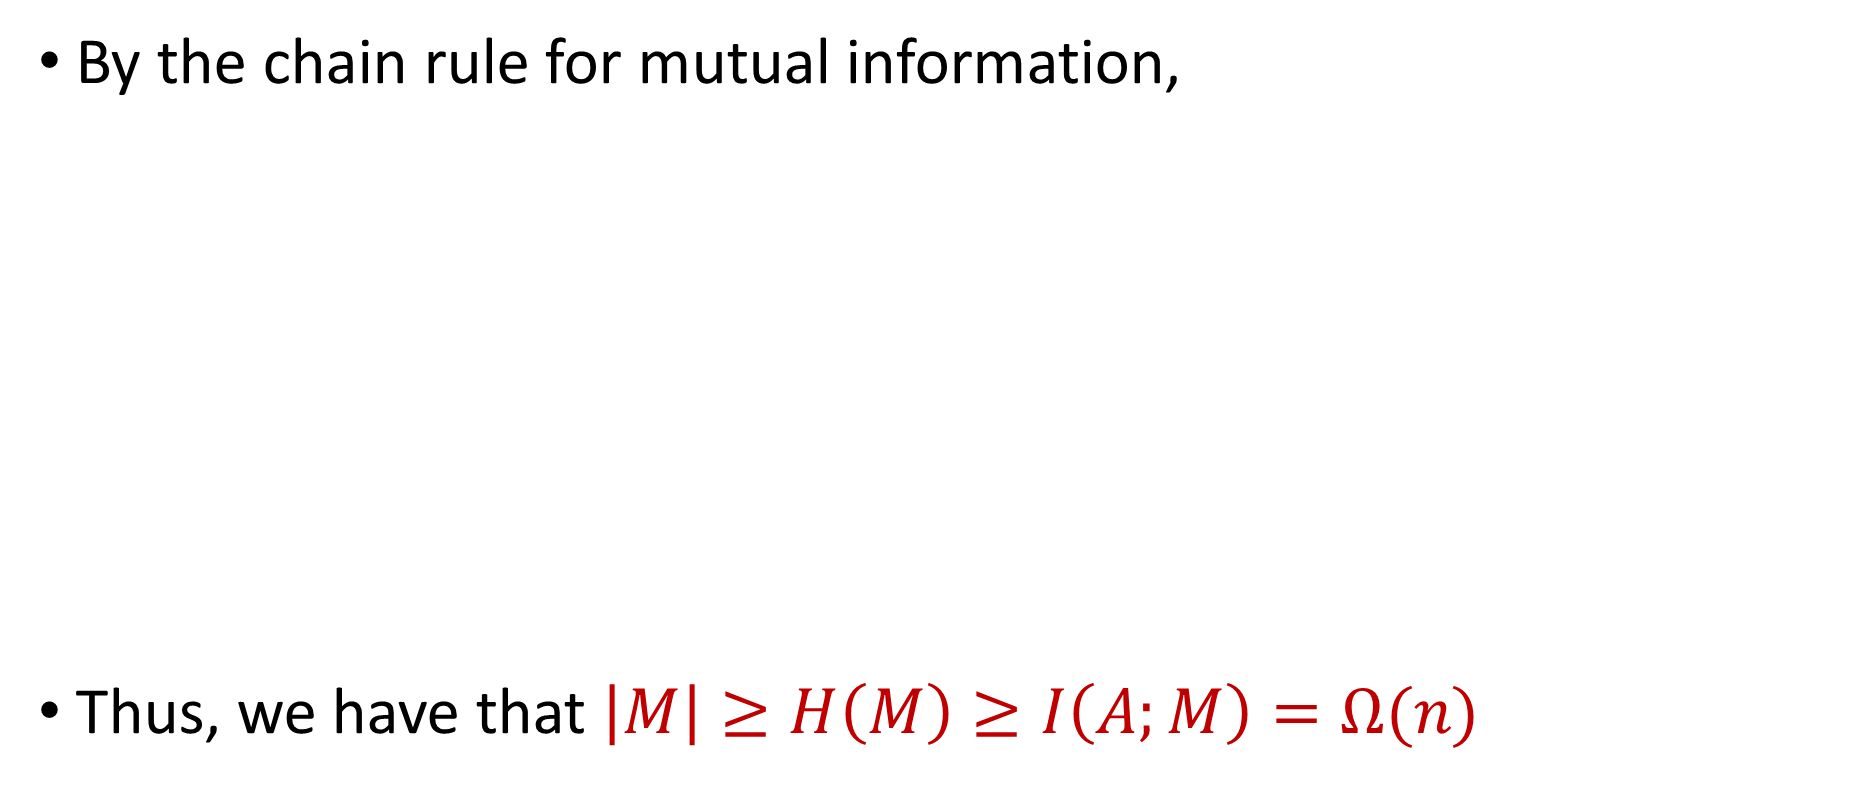 • By the chain rule for mutual information,
• Thus, we have that |M| ≥ H(M) ≥ I(A; M) = Ω(n)